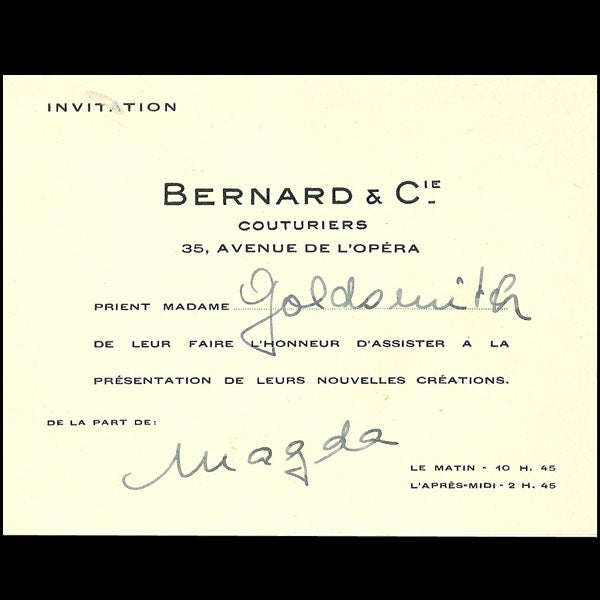 INVITATION
BERNARD & CIE
COUTURIERS
35, AVENUE DE L'OPÉRA
PRIENT MADAME Goldsmith
DE LEUR FAIRE L'HONNEUR D'ASSISTER À LA
PRÉSENTATION DE LEURS NOUVELLES CRÉATIONS.
DE LA PART DE:
Magda
LE MATIN - 10 H. 45
L'APRÈS-MIDI - 2 H. 45